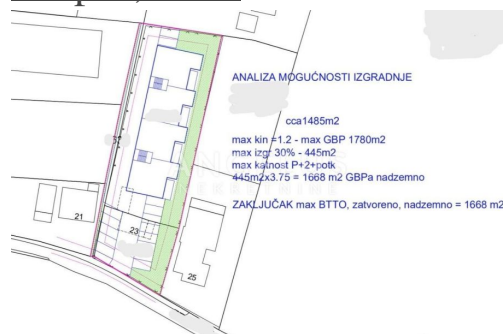 ANALIZA MOGUĆNOSTI IZGRADNJE
cca1485m2
max kin =1.2 - max GBP 1780m2
max izgr 30% - 445m2
max katnost P+2+potk
445m2x3.75 = 1668 m2 GBPa nadzemno
ZAKLJUČAK max BTTO, zatvoreno, nadzemno = 1668 m2
21
23
25